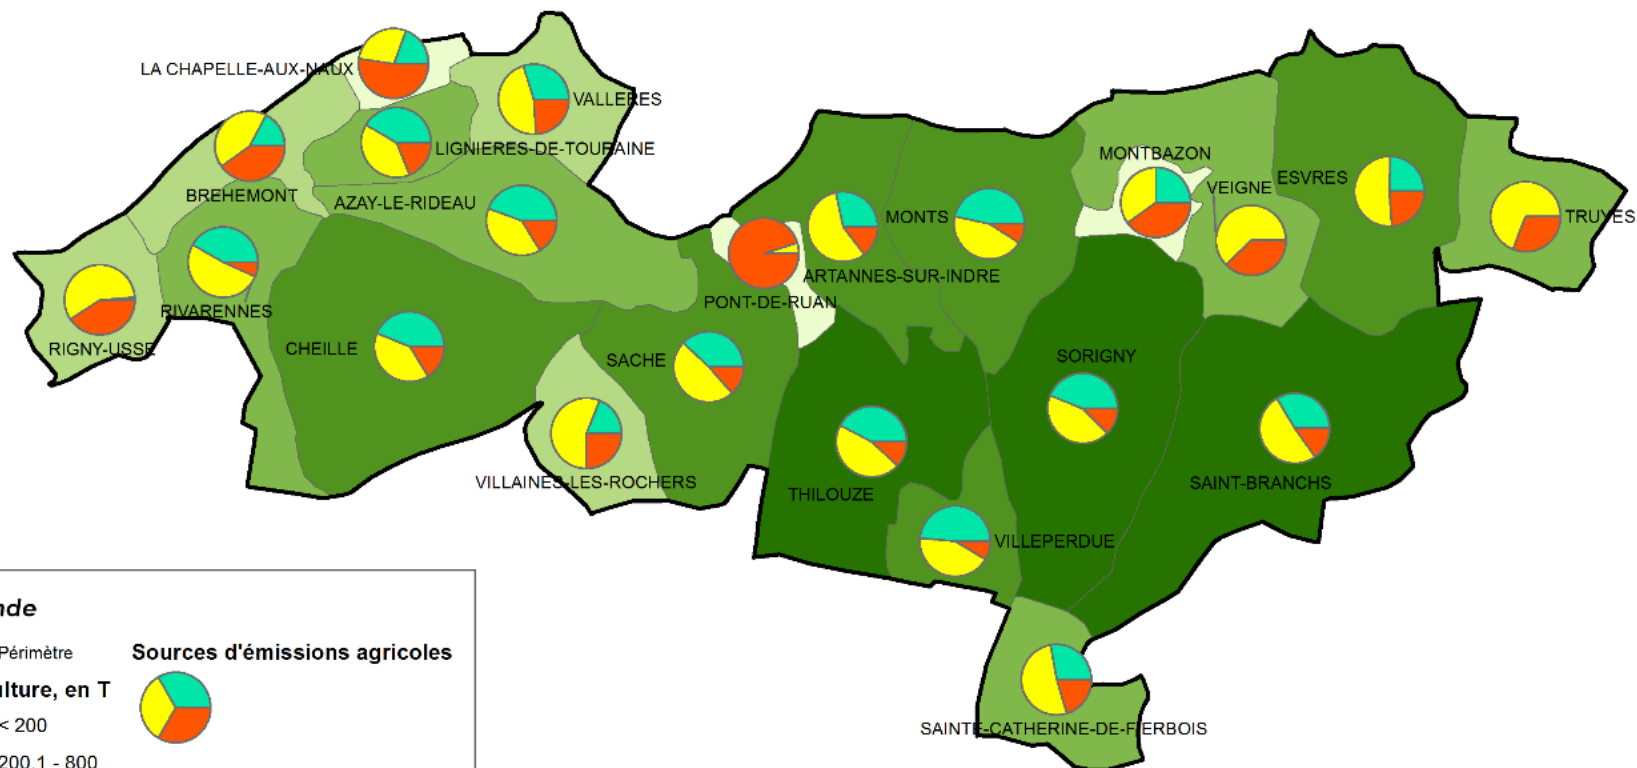 LA CHAPELLE-AUX-NAUX
VALLERES
LIGNIERES-DE-TOURAINE
BREHEMONT
AZAY-LE-RIDEAU
MONTBAZON
VEIGNE
ESVRES
TRUYES
MONTS
ARTANNES-SUR-INDRE
PONT-DE-RUAN
RIVARENNES
RIGNY-USSE
CHEILLE
SACHE
SORIGNY
VILLAINES-LES-ROCHERS
THILOUZE
SAINT-BRANCHS
VILLEPERDUE
SAINTE-CATHERINE-DE-FIERBOIS
nde
Périmètre
Sources d'émissions agricoles
ulture, en T
< 200
200,1 - 800